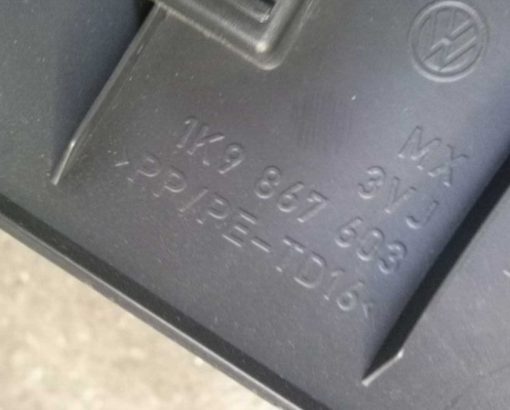 MX
3VJ
1K9 867 603
>PP/PE-TD16<